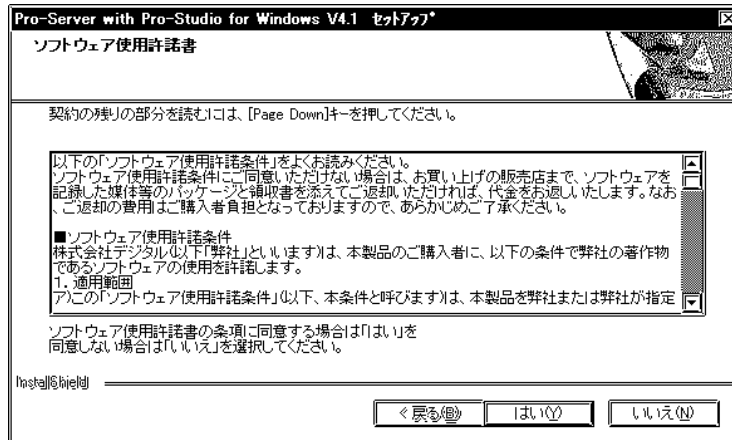 Pro-Server with Pro-Studio for Windows V4.1 ｾｯﾄｱｯﾌﾟ
ソフトウェア使用許諾書
契約の残りの部分を読むには、[Page Down]キーを押してください。
以下の「ソフトウェア使用許諾条件」をよくお読みください。
ソフトウェア使用許諾条件にご同意いただけない場合は、お買い上げの販売店まで、ソフトウェアを
記録した媒体等のパッケージと領収書を添えてご返却いただければ、代金をお返しいたします。なお
、ご返却の費用はご購入者負担となっておりますので、あらかじめご了承ください。
■ソフトウェア使用許諾条件
株式会社デジタル(以下「弊社」といいます)は、本製品のご購入者に、以下の条件で弊社の著作物
であるソフトウェアの使用を許諾します。
1. 適用範囲
ア)この「ソフトウェア使用許諾条件」(以下、本条件と呼びます)は、本製品を弊社または弊社が指定
ソフトウェア使用許諾書の条項に同意する場合は「はい」を
同意しない場合は「いいえ」を選択してください。
InstallShield
< 戻る(B)
はい(Y)
いいえ(N)